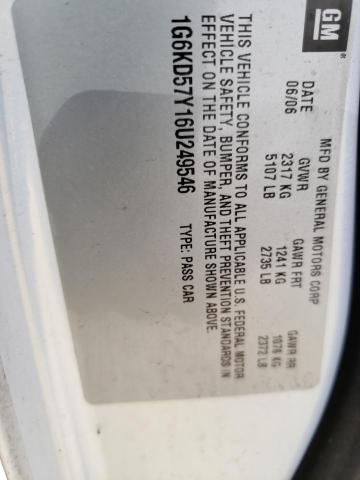 GM
®
MFD BY GENERAL MOTORS CORP
DATE GVWR GAWR FRT GAWR RR
06/06 2317 KG 1241 KG 1076 KG
5107 LB 2735 LB 2372 LB
THIS VEHICLE CONFORMS TO ALL APPLICABLE U.S. FEDERAL MOTOR
VEHICLE SAFETY, BUMPER, AND THEFT PREVENTION STANDARDS IN
EFFECT ON THE DATE OF MANUFACTURE SHOWN ABOVE.
1G6KD57Y16U249546 TYPE: PASS CAR